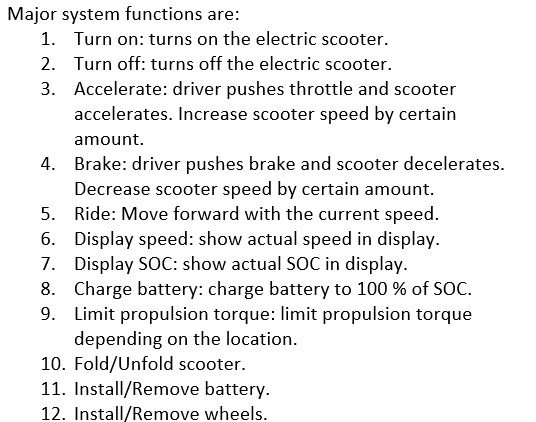 Major system functions are:
1. Turn on: turns on the electric scooter.
2. Turn off: turns off the electric scooter.
3. Accelerate: driver pushes throttle and scooter
accelerates. Increase scooter speed by certain
amount.
4. Brake: driver pushes brake and scooter decelerates.
Decrease scooter speed by certain amount.
5. Ride: Move forward with the current speed.
6. Display speed: show actual speed in display.
7. Display SOC: show actual SOC in display.
8. Charge battery: charge battery to 100 % of SOC.
9. Limit propulsion torque: limit propulsion torque
depending on the location.
10. Fold/Unfold scooter.
11. Install/Remove battery.
12. Install/Remove wheels.